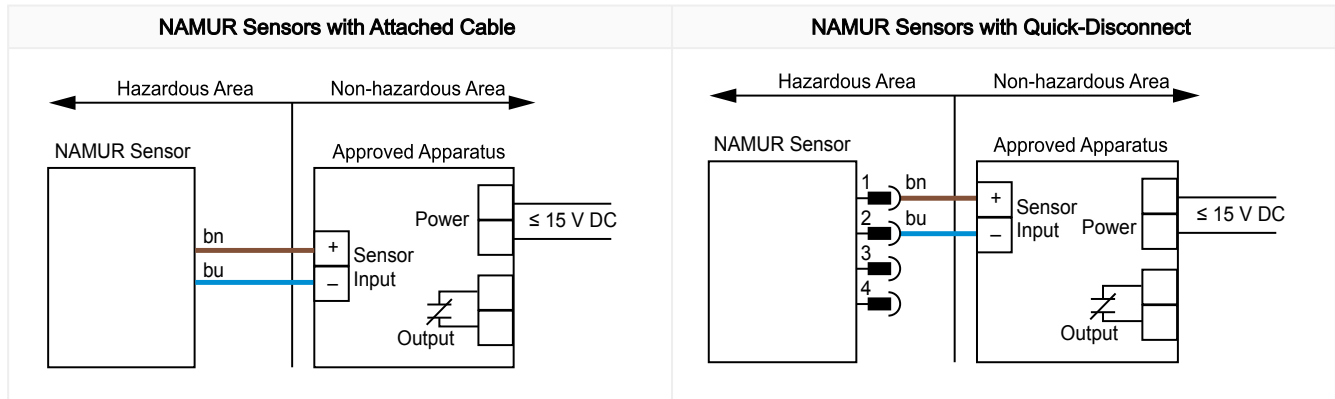 NAMUR Sensors with Attached Cable
Hazardous Area
Non-hazardous Area
NAMUR Sensor
Approved Apparatus
Power
≤ 15 V DC
bn
+
Sensor
Input
bu
–
Output
NAMUR Sensors with Quick-Disconnect
Hazardous Area
Non-hazardous Area
NAMUR Sensor
Approved Apparatus
1
bn
+
Sensor
Input
Power
≤ 15 V DC
2
bu
–
3
4
Output